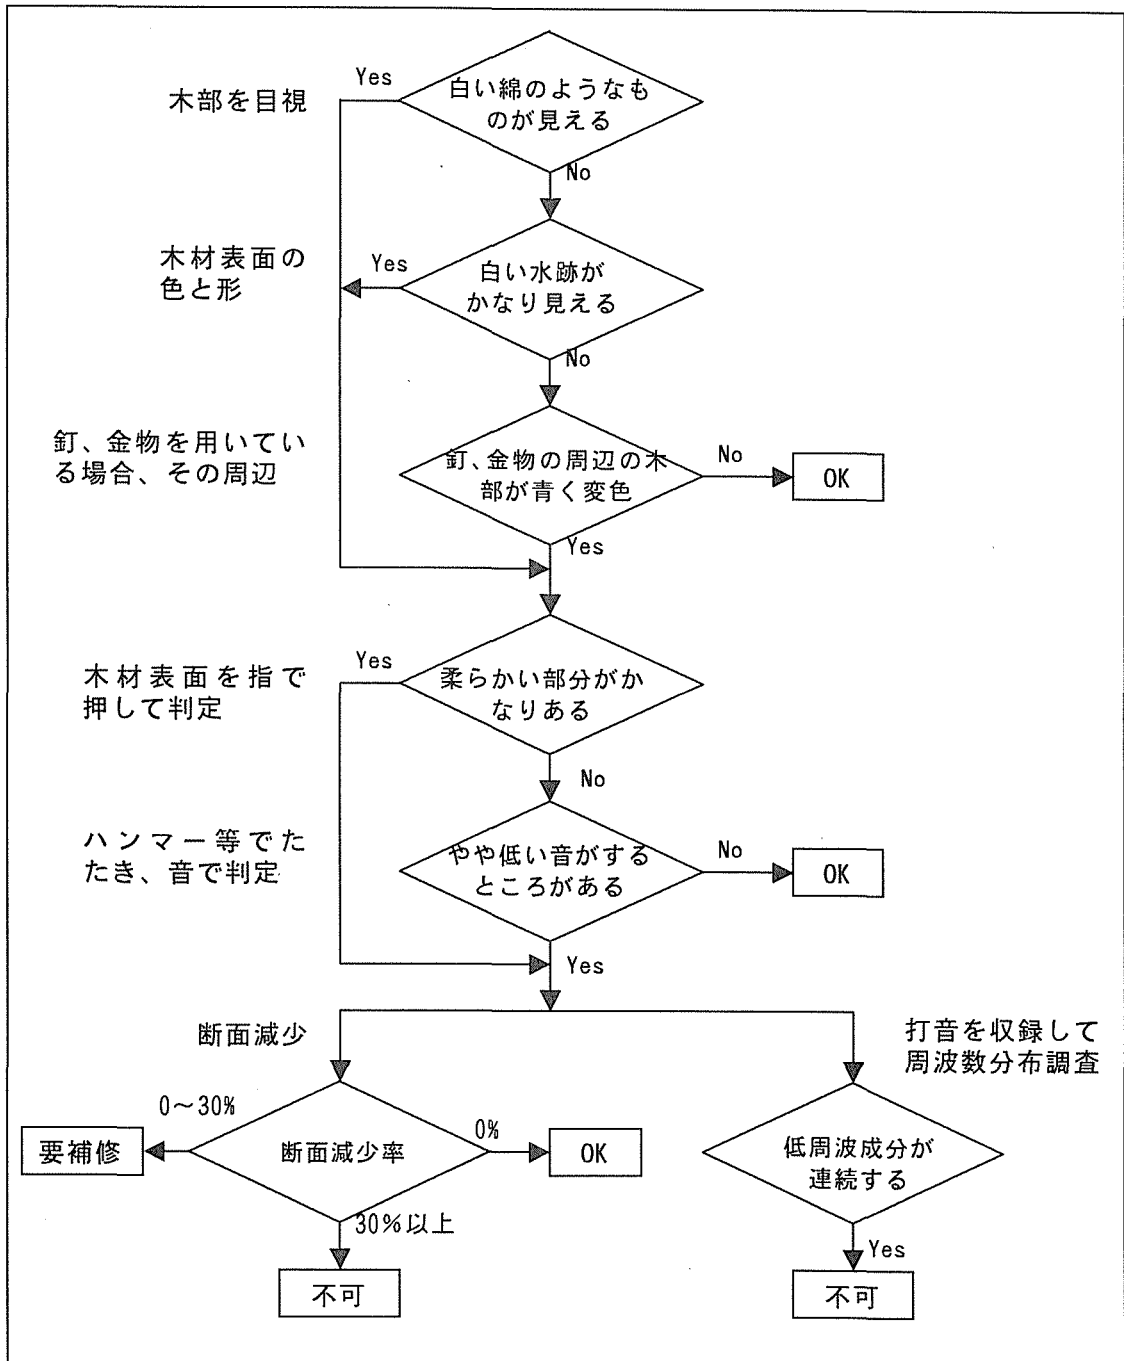 Yes
木部を目視
白い綿のようなも
のが見える
No
木材表面の
色と形
Yes
白い水跡が
かなり見える
No
釘、金物を用いてい
る場合、その周辺
釘、金物の周辺の木
部が青く変色
No
OK
Yes
木材表面を指で
押して判定
Yes
柔らかい部分がか
なりある
No
ハンマー等でた
たき、音で判定
やや低い音がする
ところがある
No
OK
Yes
断面減少
打音を収録して
周波数分布調査
0～30%
要補修
断面減少率
0%
OK
30%以上
不可
低周波成分が
連続する
Yes
不可